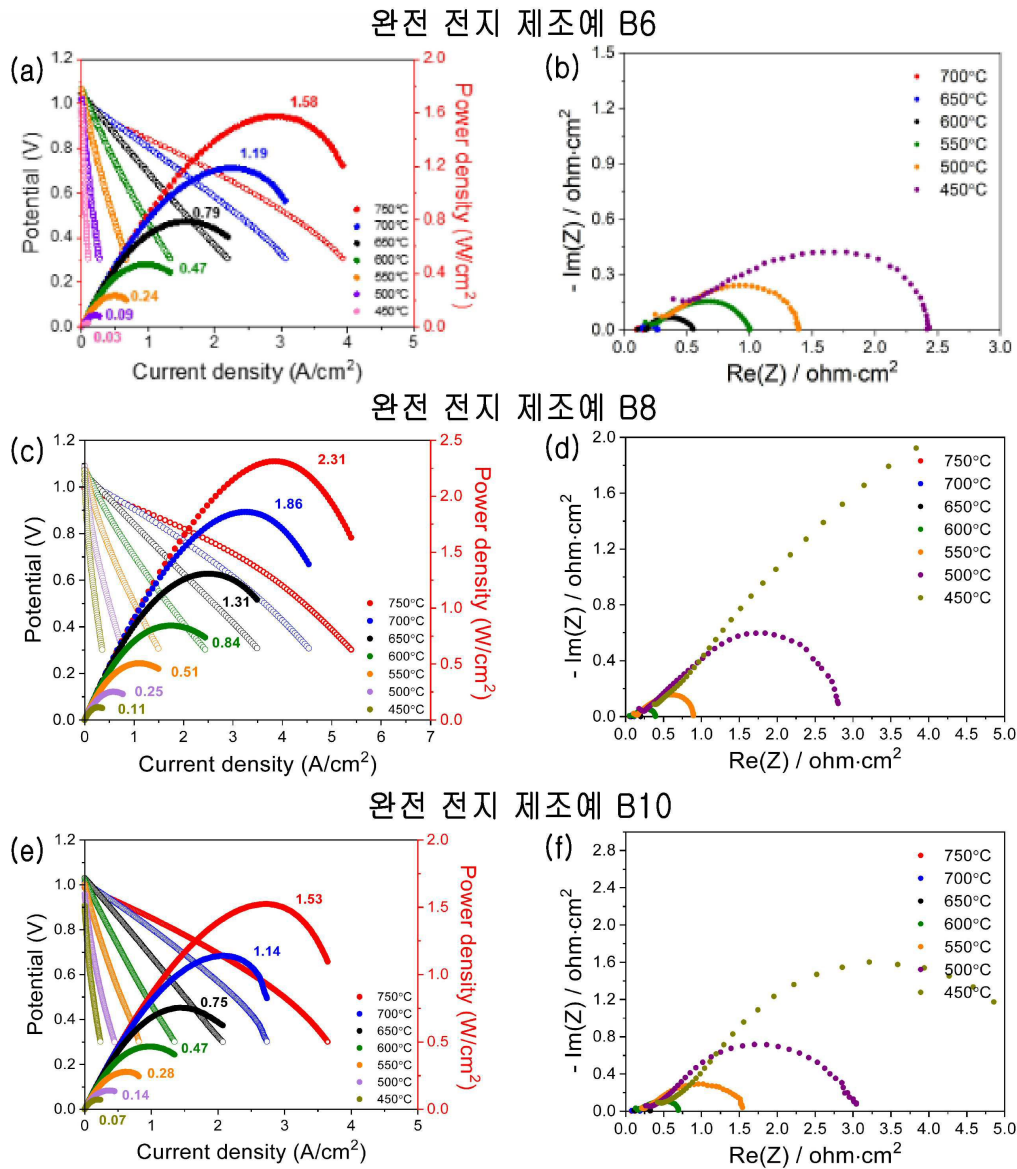 완전 전지 제조예 B6
(a)
1.2
1.0
0.8
0.6
0.4
0.2
0.0
Potential (V)
0
1
2
3
4
5
Current density (A/cm²)
2.0
1.6
1.2
0.8
0.4
0.0
Power density (W/cm²)
1.58
1.19
0.79
0.47
0.24
0.09
0.03
750°C
700°C
650°C
600°C
550°C
500°C
450°C
(b)
1.5
1.2
0.9
0.6
0.3
0.0
- Im(Z) / ohm·cm²
0.0
0.5
1.0
1.5
2.0
2.5
3.0
Re(Z) / ohm·cm²
700°C
650°C
600°C
550°C
500°C
450°C
완전 전지 제조예 B8
(c)
1.2
1.0
0.8
0.6
0.4
0.2
0.0
Potential (V)
0
1
2
3
4
5
6
7
Current density (A/cm²)
2.5
2.0
1.5
1.0
0.5
0.0
Power density (W/cm²)
2.31
1.86
1.31
0.84
0.51
0.25
0.11
750°C
700°C
650°C
600°C
550°C
500°C
450°C
(d)
2.0
1.6
1.2
0.8
0.4
0.0
- Im(Z) / ohm·cm²
0.0
0.5
1.0
1.5
2.0
2.5
3.0
3.5
4.0
4.5
5.0
Re(Z) / ohm·cm²
750°C
700°C
650°C
600°C
550°C
500°C
450°C
완전 전지 제조예 B10
(e)
1.2
1.0
0.8
0.6
0.4
0.2
0.0
Potential (V)
0
1
2
3
4
5
Current density (A/cm²)
2.0
1.5
1.0
0.5
0.0
Power density (W/cm²)
1.53
1.14
0.75
0.47
0.28
0.14
0.07
750°C
700°C
650°C
600°C
550°C
500°C
450°C
(f)
2.8
2.4
2.0
1.6
1.2
0.8
0.4
0.0
- Im(Z) / ohm·cm²
0.0
0.5
1.0
1.5
2.0
2.5
3.0
3.5
4.0
4.5
5.0
Re(Z) / ohm·cm²
750°C
700°C
650°C
600°C
550°C
500°C
450°C